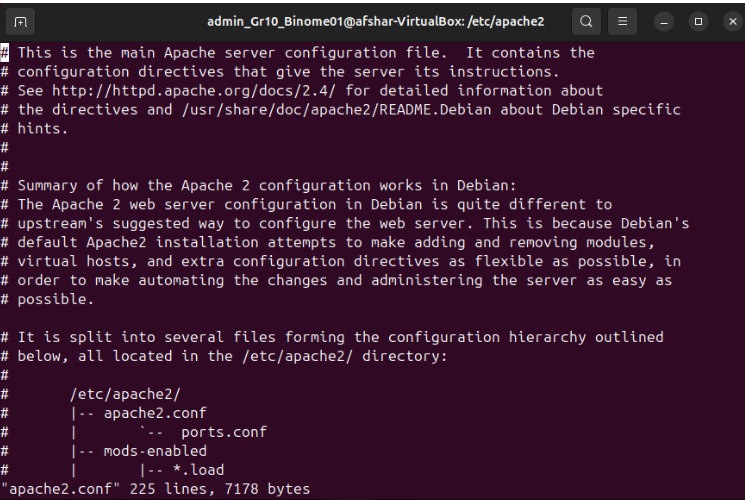 admin_Gr10_Binome01@afshar-VirtualBox: /etc/apache2
# This is the main Apache server configuration file.  It contains the
# configuration directives that give the server its instructions.
# See http://httpd.apache.org/docs/2.4/ for detailed information about
# the directives and /usr/share/doc/apache2/README.Debian about Debian specific
# hints.
#
#
# Summary of how the Apache 2 configuration works in Debian:
# The Apache 2 web server configuration in Debian is quite different to
# upstream's suggested way to configure the web server. This is because Debian's
# default Apache2 installation attempts to make adding and removing modules,
# virtual hosts, and extra configuration directives as flexible as possible, in
# order to make automating the changes and administering the server as easy as
# possible.

# It is split into several files forming the configuration hierarchy outlined
# below, all located in the /etc/apache2/ directory:
#
#       /etc/apache2/
#       |-- apache2.conf
#       |       `--  ports.conf
#       |-- mods-enabled
#       |       |-- *.load
"apache2.conf" 225 lines, 7178 bytes